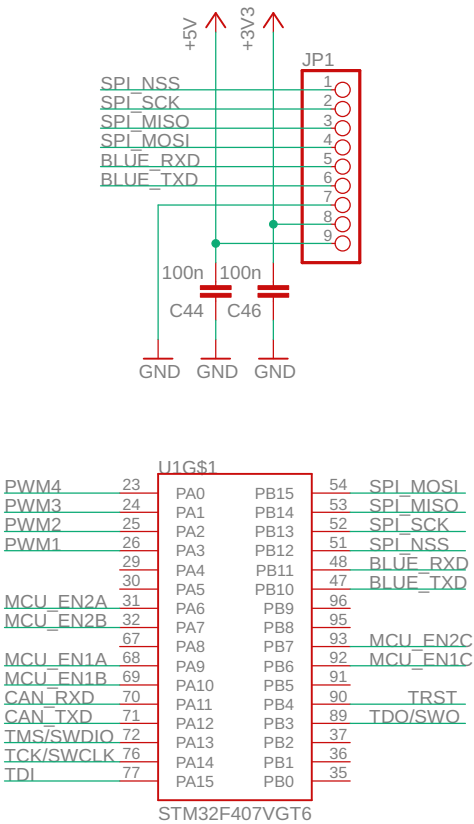 +5V
+3V3
JP1
SPI_NSS 1
SPI_SCK 2
SPI_MISO 3
SPI_MOSI 4
BLUE_RXD 5
BLUE_TXD 6
7
8
9
100n 100n
C44 C46
GND GND GND
U1G$1
PWM4 23 PA0 PB15 54 SPI_MOSI
PWM3 24 PA1 PB14 53 SPI_MISO
PWM2 25 PA2 PB13 52 SPI_SCK
PWM1 26 PA3 PB12 51 SPI_NSS
29 PA4 PB11 48 BLUE_RXD
30 PA5 PB10 47 BLUE_TXD
MCU_EN2A 31 PA6 PB9 96
MCU_EN2B 32 PA7 PB8 95
67 PA8 PB7 93 MCU_EN2C
MCU_EN1A 68 PA9 PB6 92 MCU_EN1C
MCU_EN1B 69 PA10 PB5 91
CAN_RXD 70 PA11 PB4 90 TRST
CAN_TXD 71 PA12 PB3 89 TDO/SWO
TMS/SWDIO 72 PA13 PB2 37
TCK/SWCLK 76 PA14 PB1 36
TDI 77 PA15 PB0 35
STM32F407VGT6